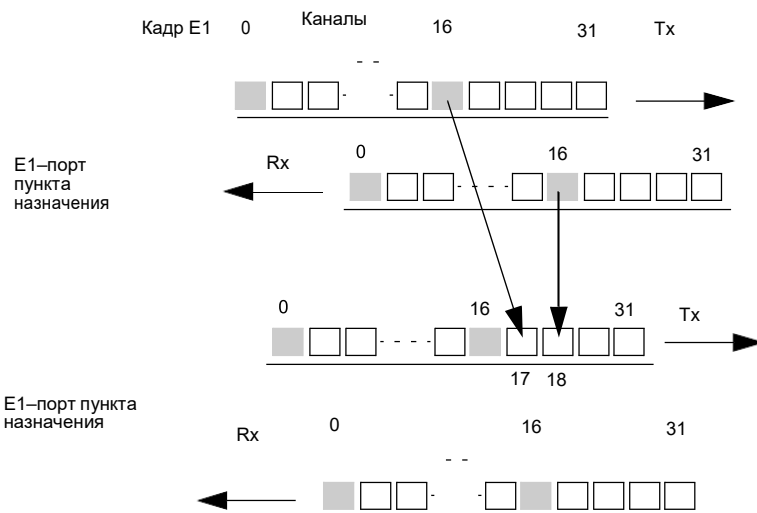 Кадр E1 0 Каналы 16 31 Tx
E1–порт пункта назначения
Rx 0 16 31
0 16 31 Tx
17 18
E1–порт пункта назначения
Rx 0 16 31